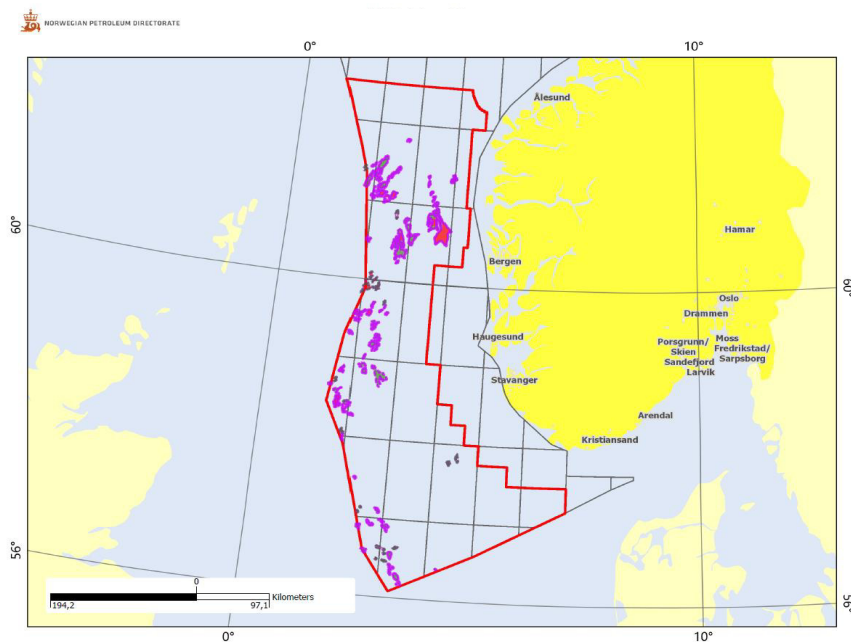 NORWEGIAN PETROLEUM DIRECTORATE
0°
10°
Ålesund
60°
Hamar
Bergen
60°
Oslo
Drammen
Haugesund
Porsgrunn/
Skien
Moss
Fredrikstad/
Sarpsborg
Sandefjord
Larvik
Stavanger
Arendal
Kristiansand
56°
0
Kilometers
194,2
97,1
56°
0°
10°